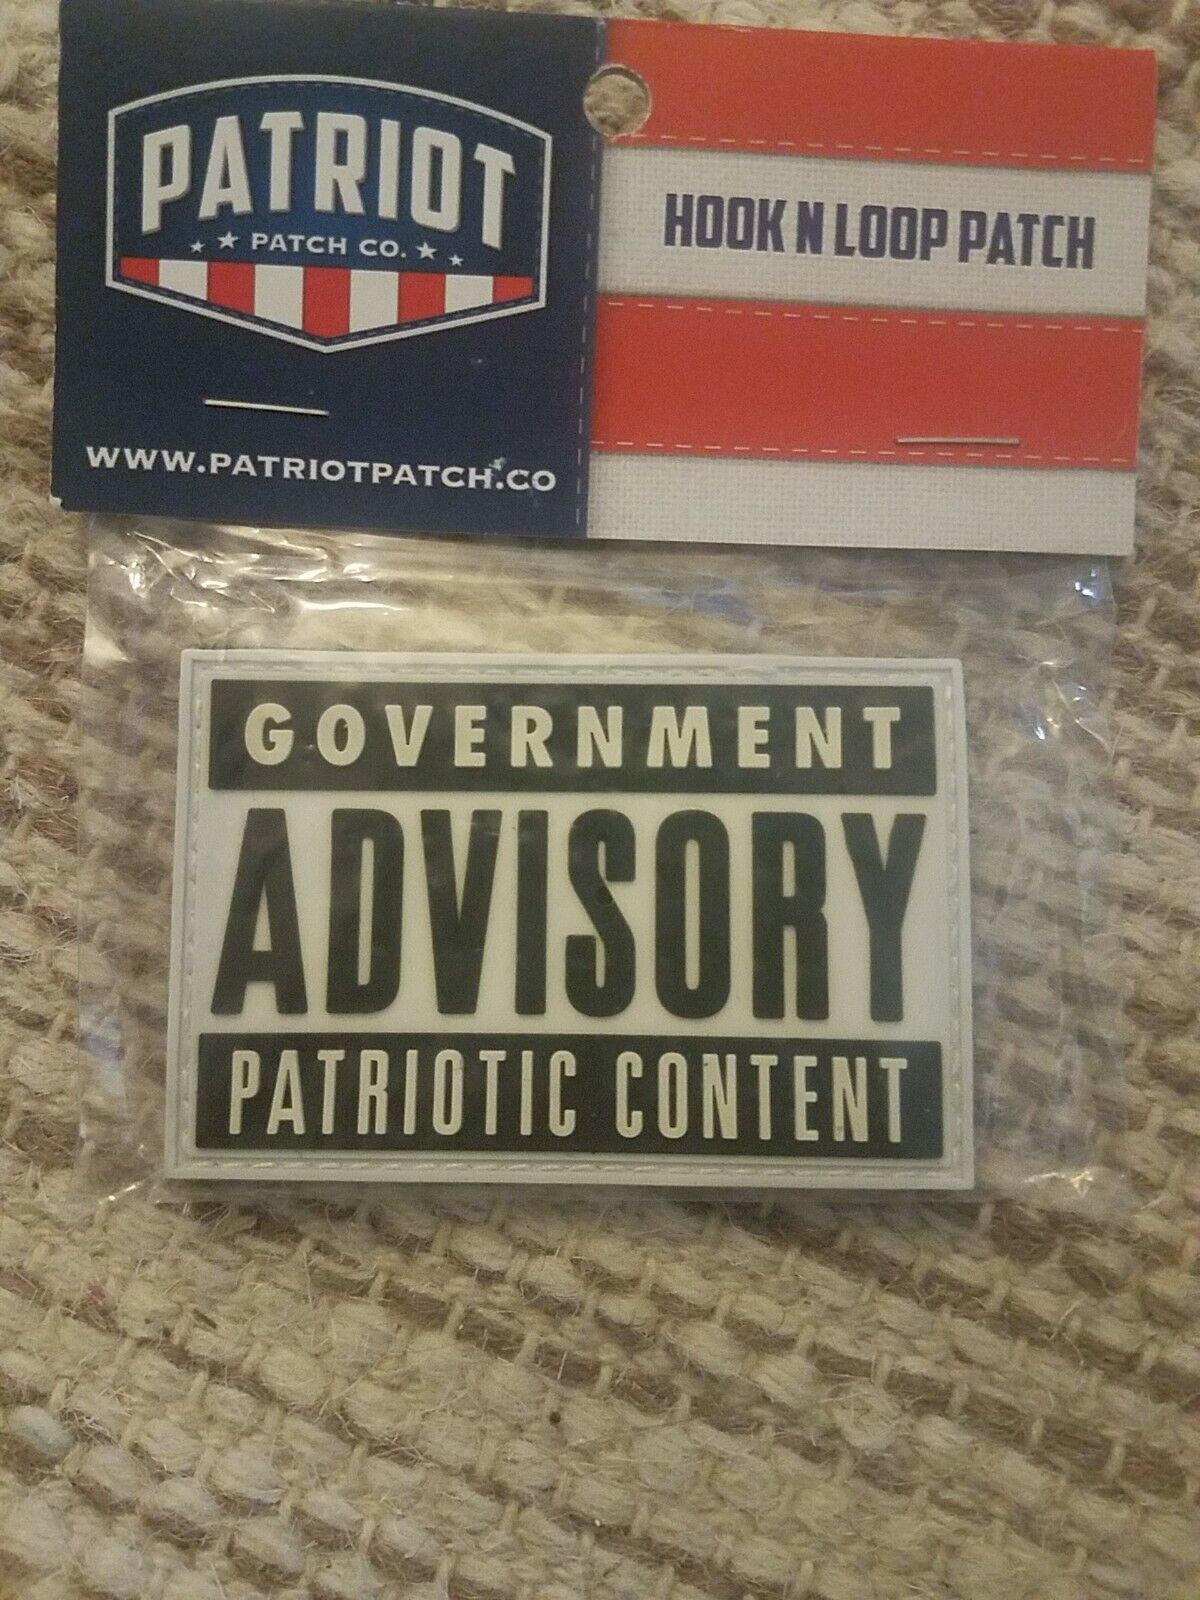 PATRIOT
PATCH CO.
WWW.PATRIOTPATCH.CO
HOOK N LOOP PATCH
GOVERNMENT
ADVISORY
PATRIOTIC CONTENT